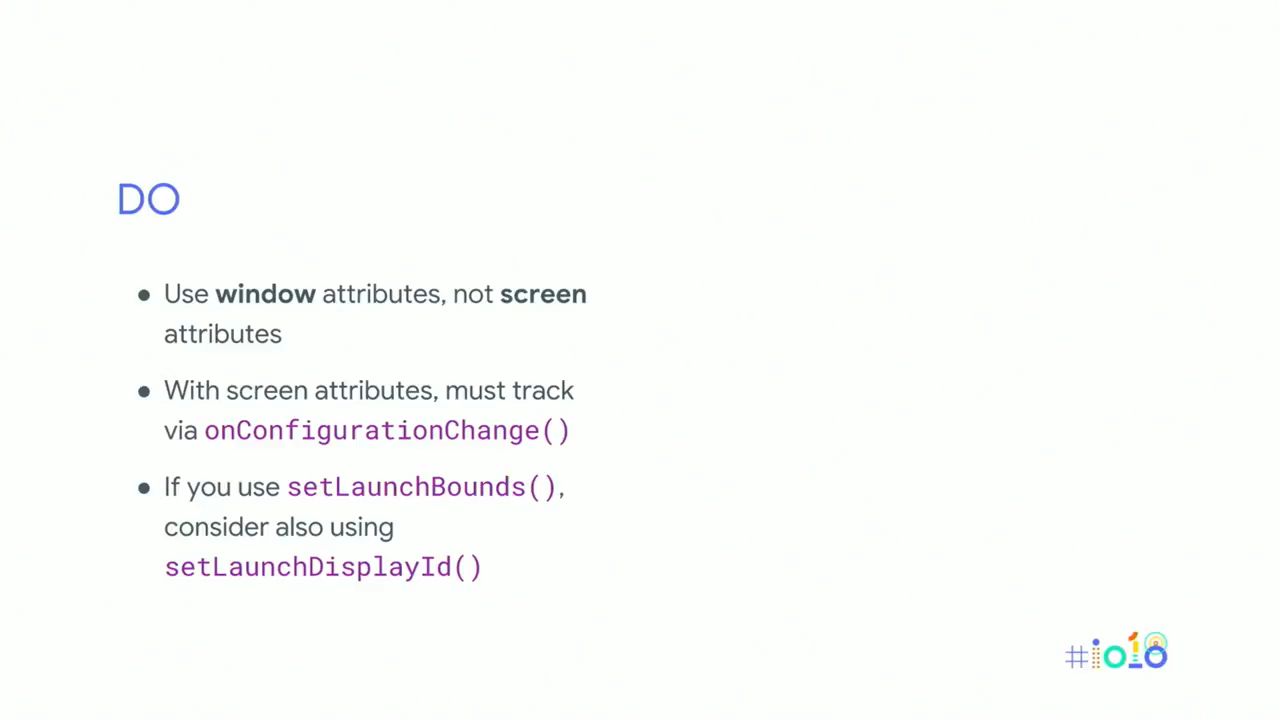 DO
● Use window attributes, not screen
attributes
● With screen attributes, must track
via onConfigurationChange()
● If you use setLaunchBounds(),
consider also using
setLaunchDisplayId()
#io18